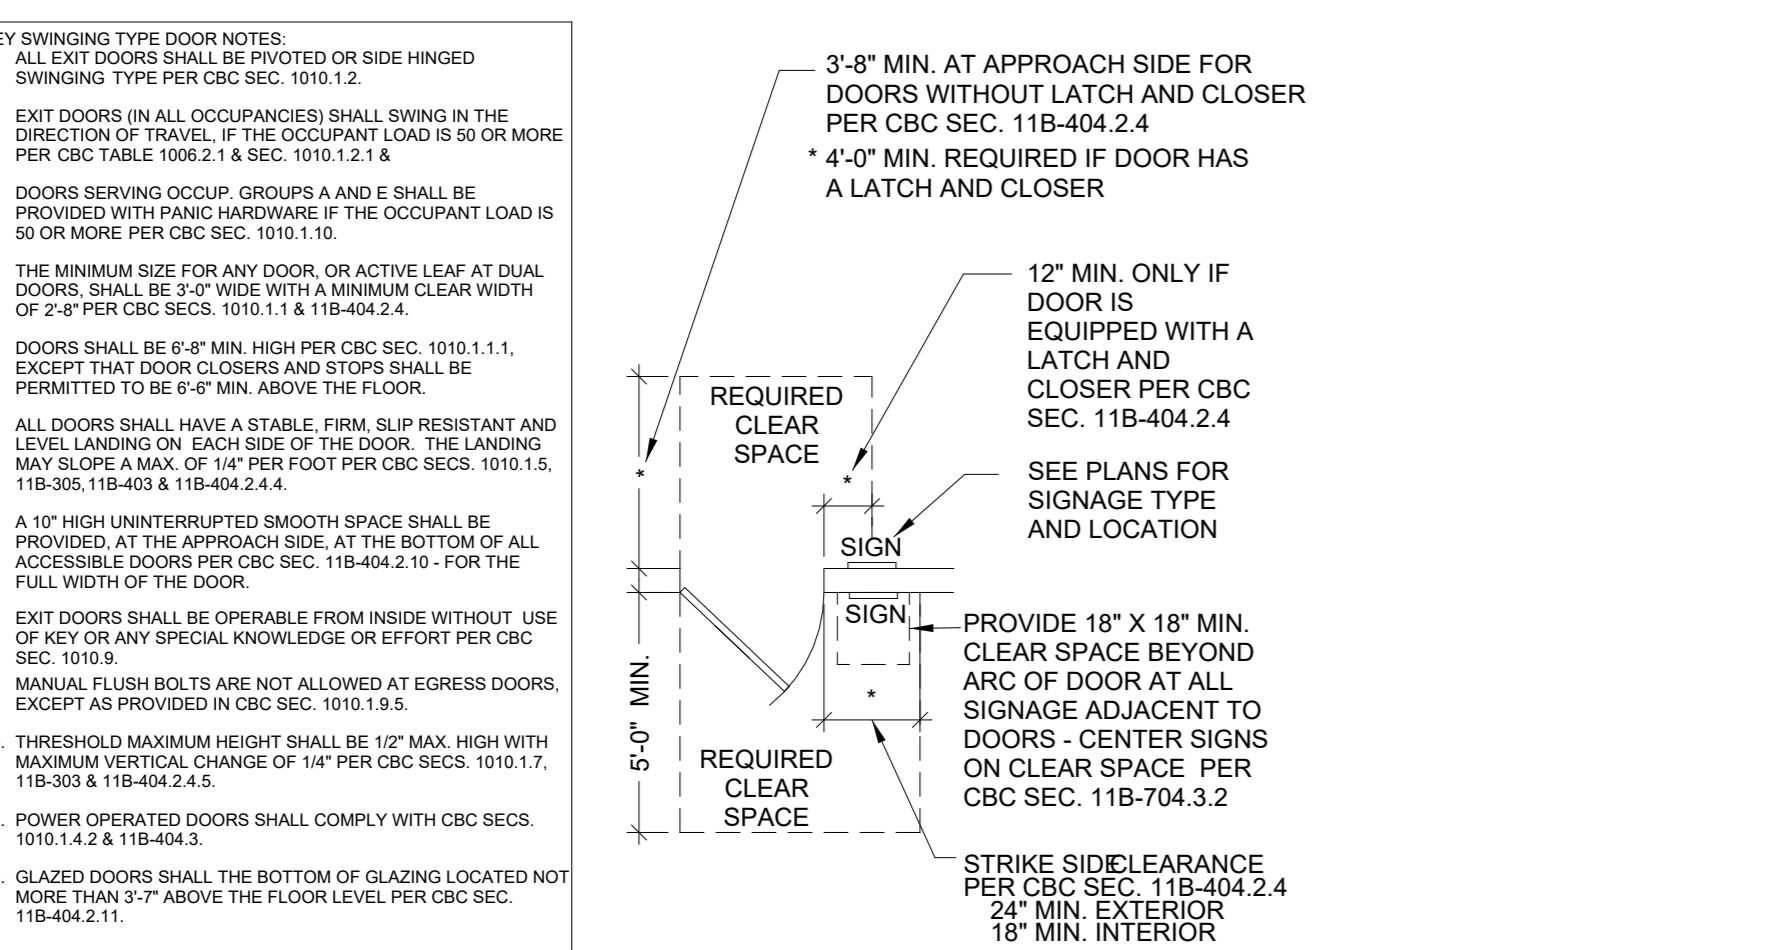 EY SWINGING TYPE DOOR NOTES:
ALL EXIT DOORS SHALL BE PIVOTED OR SIDE HINGED
SWINGING TYPE PER CBC SEC. 1010.1.2.
EXIT DOORS (IN ALL OCCUPANCIES) SHALL SWING IN THE
DIRECTION OF TRAVEL, IF THE OCCUPANT LOAD IS 50 OR MORE
PER CBC TABLE 1006.2.1 & SEC. 1010.1.2.1 &
DOORS SERVING OCCUP. GROUPS A AND E SHALL BE
PROVIDED WITH PANIC HARDWARE IF THE OCCUPANT LOAD IS
50 OR MORE PER CBC SEC. 1010.1.10.
THE MINIMUM SIZE FOR ANY DOOR, OR ACTIVE LEAF AT DUAL
DOORS, SHALL BE 3'-0" WIDE WITH A MINIMUM CLEAR WIDTH
OF 2'-8" PER CBC SECS. 1010.1.1 & 11B-404.2.4.
DOORS SHALL BE 6'-8" MIN. HIGH PER CBC SEC. 1010.1.1.1,
EXCEPT THAT DOOR CLOSERS AND STOPS SHALL BE
PERMITTED TO BE 6'-6" MIN. ABOVE THE FLOOR.
ALL DOORS SHALL HAVE A STABLE, FIRM, SLIP RESISTANT AND
LEVEL LANDING ON EACH SIDE OF THE DOOR. THE LANDING
MAY SLOPE A MAX. OF 1/4" PER FOOT PER CBC SECS. 1010.1.5,
11B-305, 11B-403 & 11B-404.2.4.4.
A 10" HIGH UNINTERRUPTED SMOOTH SPACE SHALL BE
PROVIDED, AT THE APPROACH SIDE, AT THE BOTTOM OF ALL
ACCESSIBLE DOORS PER CBC SEC. 11B-404.2.10 - FOR THE
FULL WIDTH OF THE DOOR.
EXIT DOORS SHALL BE OPERABLE FROM INSIDE WITHOUT USE
OF KEY OR ANY SPECIAL KNOWLEDGE OR EFFORT PER CBC
SEC. 1010.9.
MANUAL FLUSH BOLTS ARE NOT ALLOWED AT EGRESS DOORS,
EXCEPT AS PROVIDED IN CBC SEC. 1010.1.9.5.
. THRESHOLD MAXIMUM HEIGHT SHALL BE 1/2" MAX. HIGH WITH
MAXIMUM VERTICAL CHANGE OF 1/4" PER CBC SECS. 1010.1.7,
11B-303 & 11B-404.2.4.5.
. POWER OPERATED DOORS SHALL COMPLY WITH CBC SECS.
1010.1.4.2 & 11B-404.3.
. GLAZED DOORS SHALL THE BOTTOM OF GLAZING LOCATED NOT
MORE THAN 3'-7" ABOVE THE FLOOR LEVEL PER CBC SEC.
11B-404.2.11.
3'-8" MIN. AT APPROACH SIDE FOR
DOORS WITHOUT LATCH AND CLOSER
PER CBC SEC. 11B-404.2.4
* 4'-0" MIN. REQUIRED IF DOOR HAS
A LATCH AND CLOSER
12" MIN. ONLY IF
DOOR IS
EQUIPPED WITH A
LATCH AND
CLOSER PER CBC
SEC. 11B-404.2.4
REQUIRED
CLEAR
SPACE
*
*
SEE PLANS FOR
SIGNAGE TYPE
AND LOCATION
SIGN
SIGN
PROVIDE 18" X 18" MIN.
CLEAR SPACE BEYOND
ARC OF DOOR AT ALL
SIGNAGE ADJACENT TO
DOORS - CENTER SIGNS
ON CLEAR SPACE PER
CBC SEC. 11B-704.3.2
5'-0" MIN.
*
REQUIRED
CLEAR
SPACE
STRIKE SIDE CLEARANCE
PER CBC SEC. 11B-404.2.4
24" MIN. EXTERIOR
18" MIN. INTERIOR